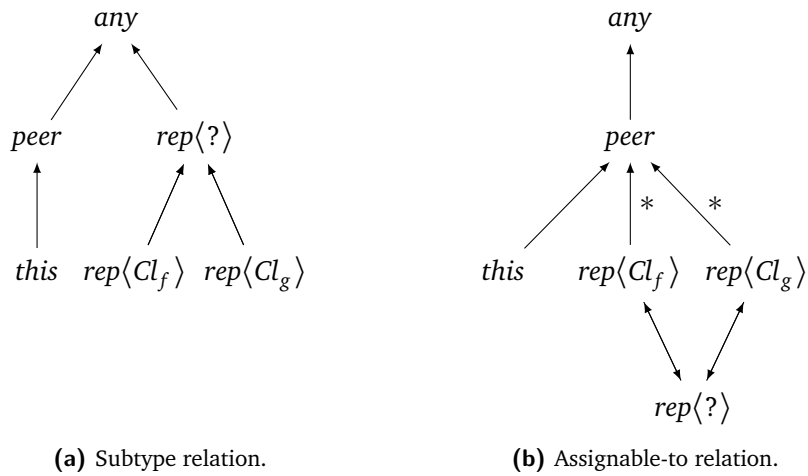 any any
peer rep⟨?⟩ peer
* *
this rep⟨Cl_f⟩ rep⟨Cl_g⟩ this rep⟨Cl_f⟩ rep⟨Cl_g⟩
rep⟨?⟩
(a) Subtype relation. (b) Assignable-to relation.